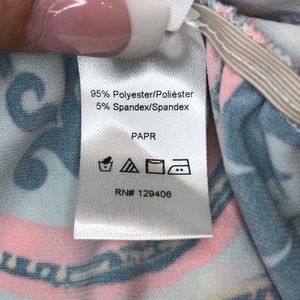 95% Polyester/Poliéster
5% Spandex/Spandex
PAPR
RN# 129406